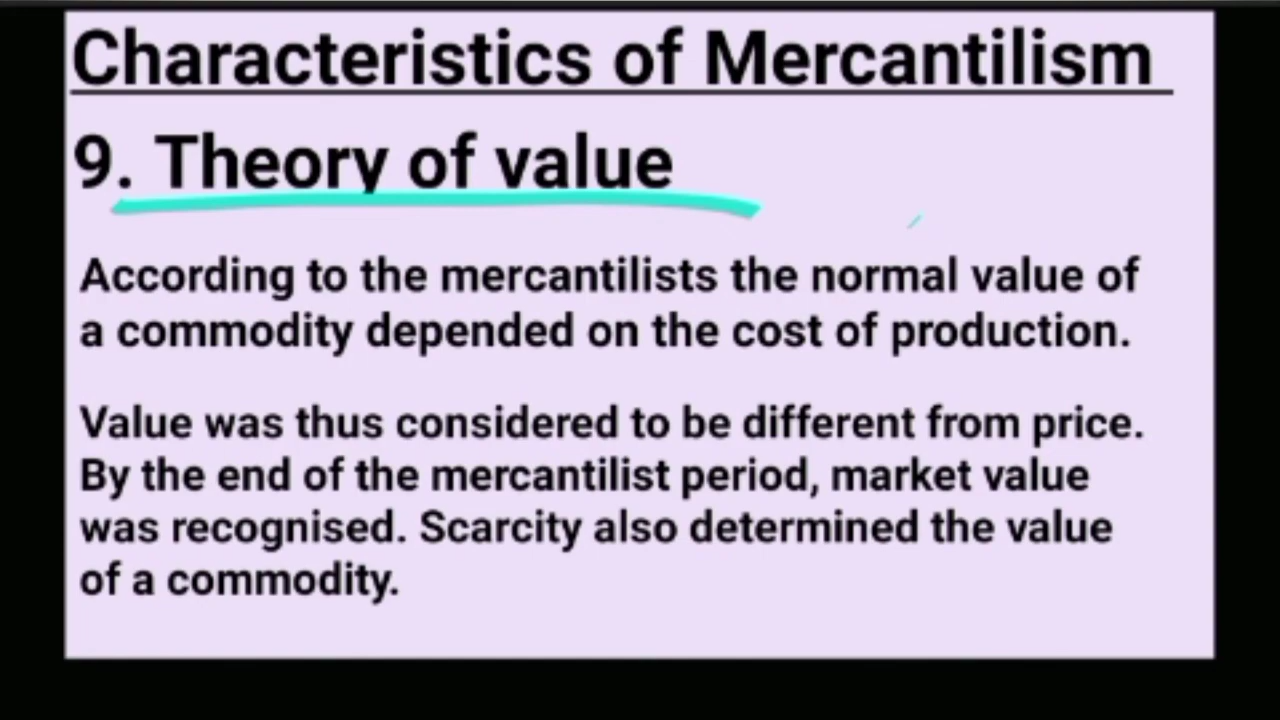 Characteristics of Mercantilism
9. Theory of value
According to the mercantilists the normal value of
a commodity depended on the cost of production.
Value was thus considered to be different from price.
By the end of the mercantilist period, market value
was recognised. Scarcity also determined the value
of a commodity.